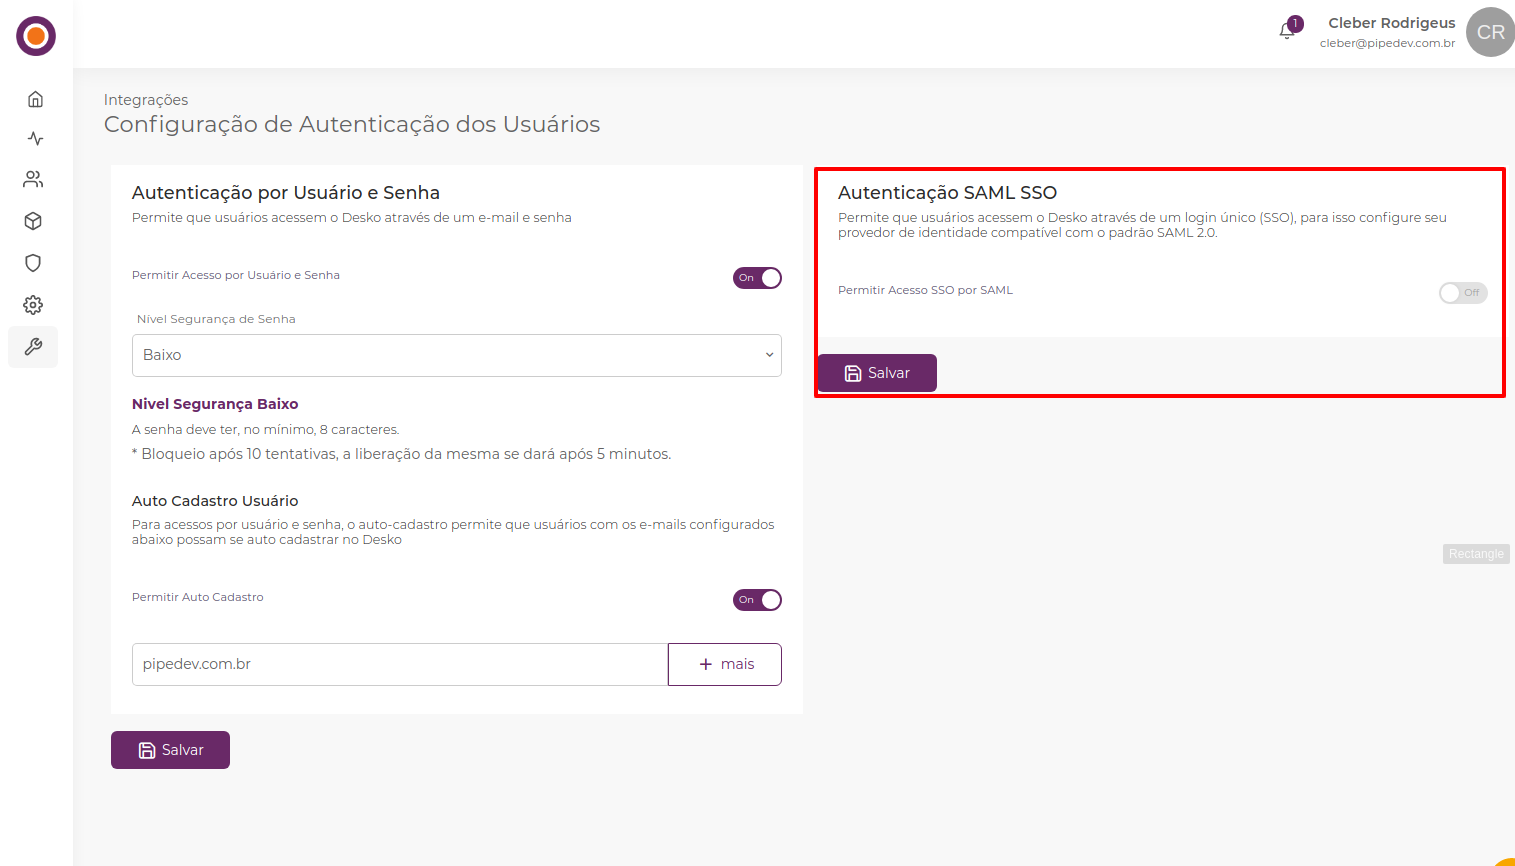 1
Cleber Rodrigeus
cleber@pipedev.com.br
CR
Integrações
Configuração de Autenticação dos Usuários
Autenticação por Usuário e Senha
Permite que usuários acessem o Desko através de um e-mail e senha
Permitir Acesso por Usuário e Senha
On
Nível Segurança de Senha
Baixo
Nivel Segurança Baixo
A senha deve ter, no mínimo, 8 caracteres.
* Bloqueio após 10 tentativas, a liberação da mesma se dará após 5 minutos.
Auto Cadastro Usuário
Para acessos por usuário e senha, o auto-cadastro permite que usuários com os e-mails configurados
abaixo possam se auto cadastrar no Desko
Permitir Auto Cadastro
On
pipedev.com.br
+ mais
Salvar
Autenticação SAML SSO
Permite que usuários acessem o Desko através de um login único (SSO), para isso configure seu
provedor de identidade compatível com o padrão SAML 2.0.
Permitir Acesso SSO por SAML
Off
Salvar
Rectangle